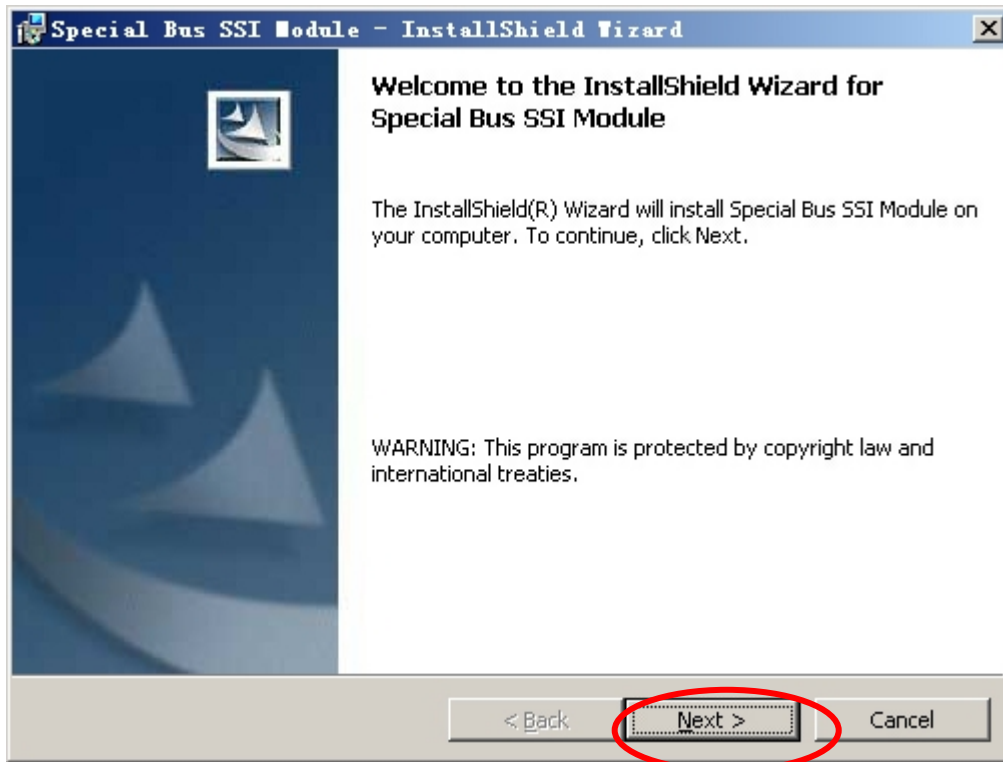 Special Bus SSI Module - InstallShield Wizard
Welcome to the InstallShield Wizard for
Special Bus SSI Module
The InstallShield(R) Wizard will install Special Bus SSI Module on
your computer. To continue, click Next.
WARNING: This program is protected by copyright law and
international treaties.
< Back
Next >
Cancel